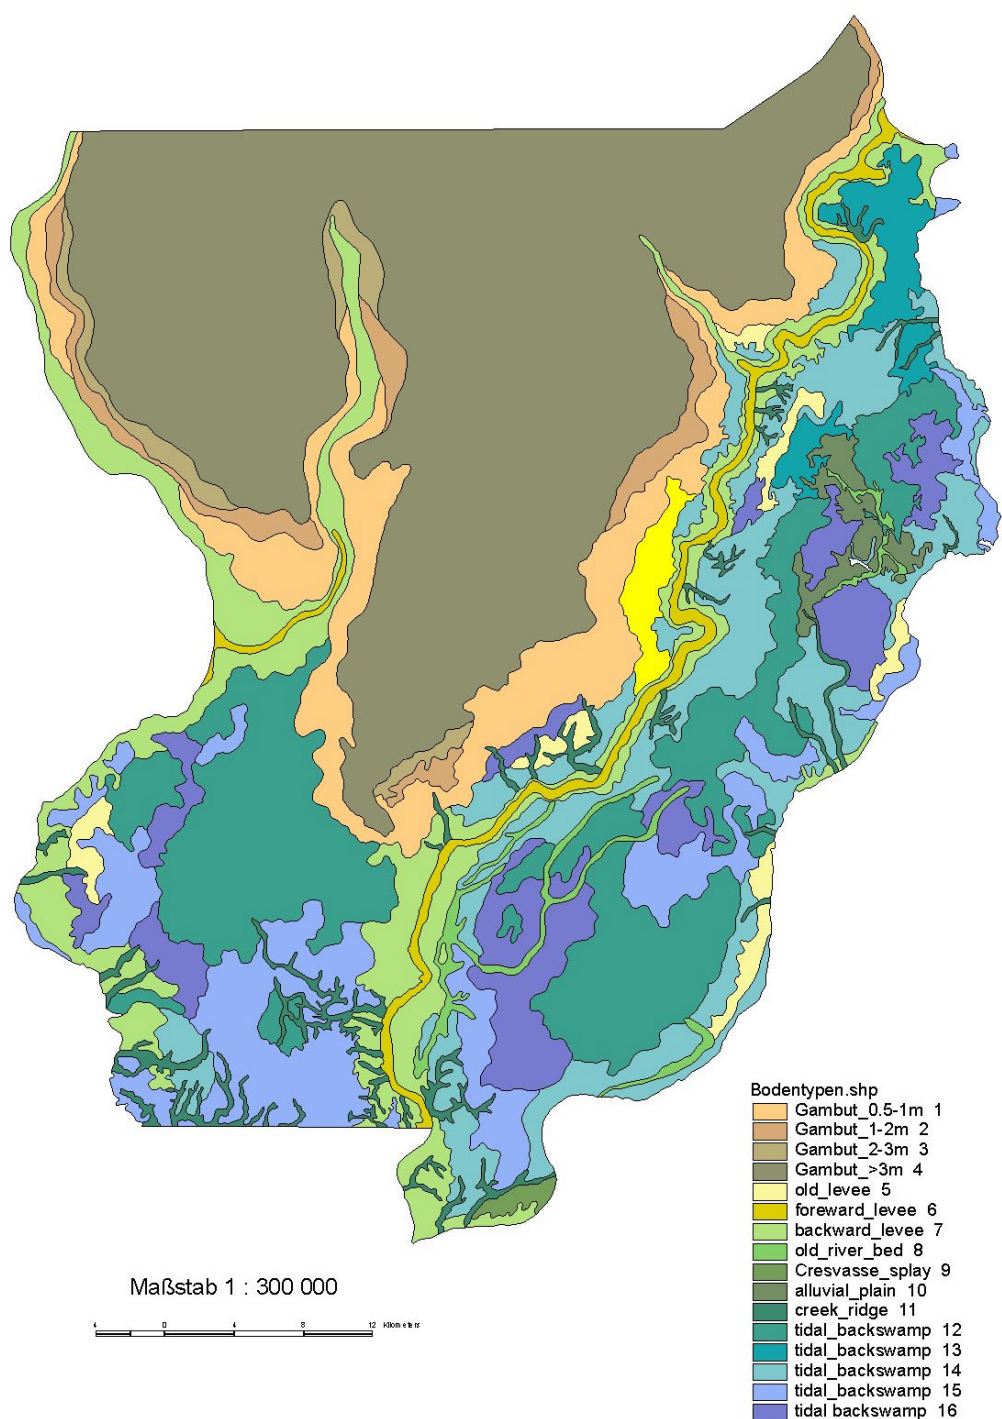 Bodentypen.shp
Gambut_0.5-1m 1
Gambut_1-2m 2
Gambut_2-3m 3
Gambut_>3m 4
old_levee 5
foreward_levee 6
backward_levee 7
old_river_bed 8
Cresvasse_splay 9
alluvial_plain 10
creek_ridge 11
tidal_backswamp 12
tidal_backswamp 13
tidal_backswamp 14
tidal_backswamp 15
tidal backswamp 16
Maßstab 1 : 300 000
4 0 4 8 12 Kilometers